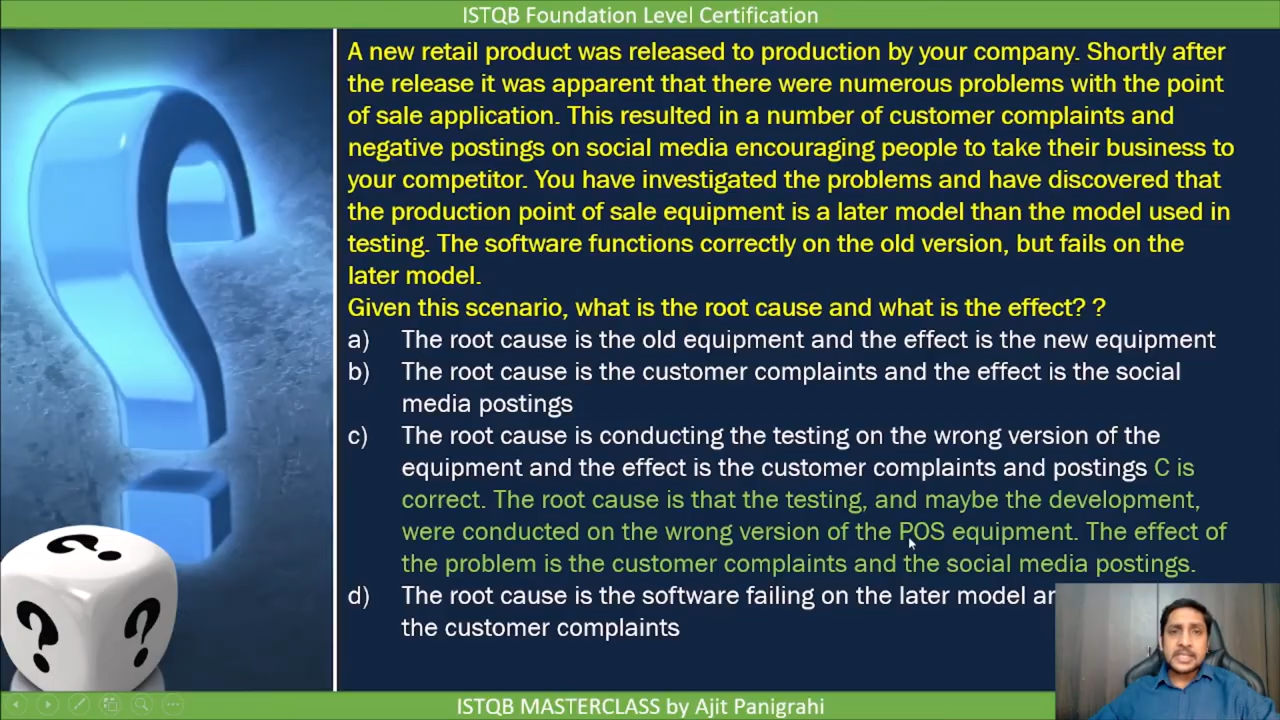 ISTQB Foundation Level Certification
A new retail product was released to production by your company. Shortly after
the release it was apparent that there were numerous problems with the point
of sale application. This resulted in a number of customer complaints and
negative postings on social media encouraging people to take their business to
your competitor. You have investigated the problems and have discovered that
the production point of sale equipment is a later model than the model used in
testing. The software functions correctly on the old version, but fails on the
later model.
Given this scenario, what is the root cause and what is the effect? ?
a) The root cause is the old equipment and the effect is the new equipment
b) The root cause is the customer complaints and the effect is the social
media postings
c) The root cause is conducting the testing on the wrong version of the
equipment and the effect is the customer complaints and postings C is
correct. The root cause is that the testing, and maybe the development,
were conducted on the wrong version of the POS equipment. The effect of
the problem is the customer complaints and the social media postings.
d) The root cause is the software failing on the later model
the customer complaints
ISTQB MASTERCLASS by Ajit Panigrahi